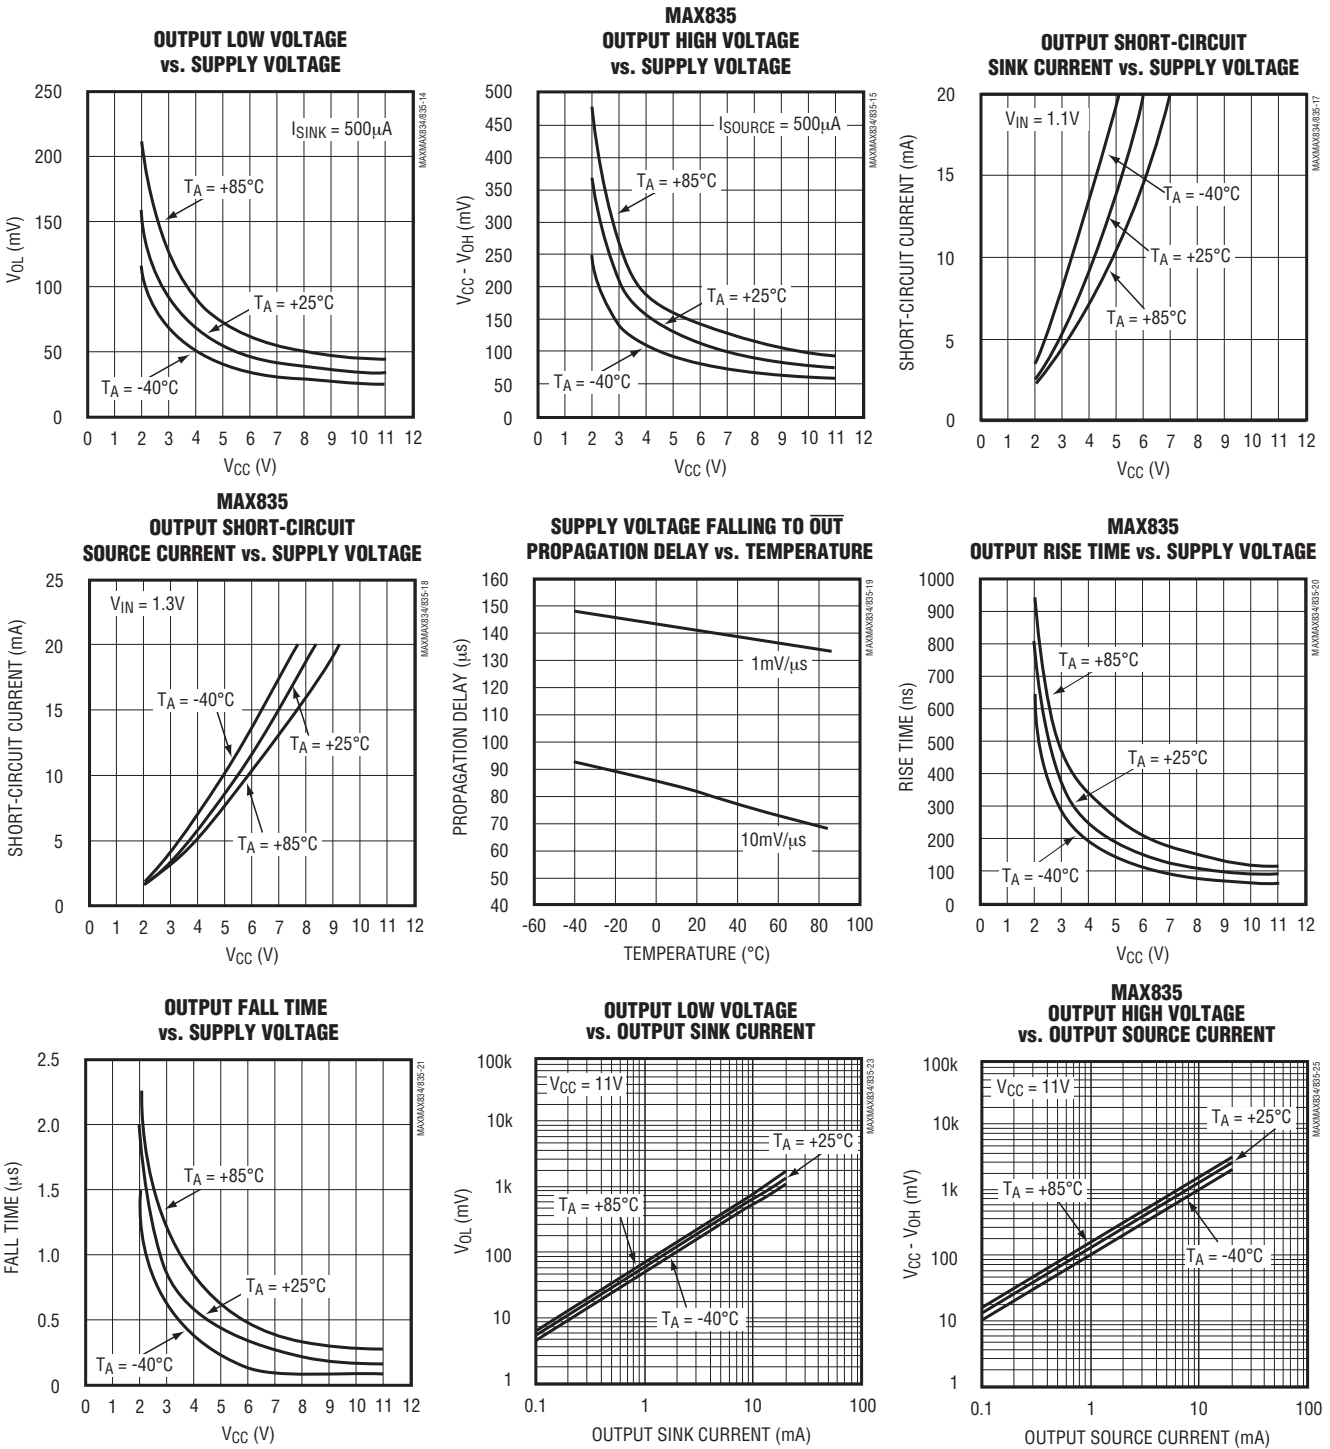 OUTPUT LOW VOLTAGE
vs. SUPPLY VOLTAGE
250
200
150
100
50
0
VOL (mV)
ISINK = 500µA
TA = +85°C
TA = +25°C
TA = -40°C
MAXMAX834/835-14
0 1 2 3 4 5 6 7 8 9 10 11 12
VCC (V)
MAX835
OUTPUT HIGH VOLTAGE
vs. SUPPLY VOLTAGE
500
450
400
350
300
250
200
150
100
50
0
VCC - VOH (mV)
ISOURCE = 500µA
TA = +85°C
TA = +25°C
TA = -40°C
MAXMAX834/835-15
0 1 2 3 4 5 6 7 8 9 10 11 12
VCC (V)
OUTPUT SHORT-CIRCUIT
SINK CURRENT vs. SUPPLY VOLTAGE
20
15
10
5
0
SHORT-CIRCUIT CURRENT (mA)
VIN = 1.1V
TA = -40°C
TA = +25°C
TA = +85°C
MAXMAX834/835-17
0 1 2 3 4 5 6 7 8 9 10 11 12
VCC (V)
MAX835
OUTPUT SHORT-CIRCUIT
SOURCE CURRENT vs. SUPPLY VOLTAGE
25
20
15
10
5
0
SHORT-CIRCUIT CURRENT (mA)
VIN = 1.3V
TA = -40°C
TA = +25°C
TA = +85°C
MAXMAX834/835-18
0 1 2 3 4 5 6 7 8 9 10 11 12
VCC (V)
SUPPLY VOLTAGE FALLING TO OUT
PROPAGATION DELAY vs. TEMPERATURE
160
150
140
130
120
110
100
90
80
70
60
50
40
PROPAGATION DELAY (µs)
1mV/µs
10mV/µs
MAXMAX834/835-19
-60 -40 -20 0 20 40 60 80 100
TEMPERATURE (°C)
MAX835
OUTPUT RISE TIME vs. SUPPLY VOLTAGE
1000
900
800
700
600
500
400
300
200
100
0
RISE TIME (ns)
TA = +85°C
TA = +25°C
TA = -40°C
MAXMAX834/835-20
0 1 2 3 4 5 6 7 8 9 10 11 12
VCC (V)
OUTPUT FALL TIME
vs. SUPPLY VOLTAGE
2.5
2.0
1.5
1.0
0.5
0
FALL TIME (µs)
TA = +85°C
TA = +25°C
TA = -40°C
MAXMAX834/835-21
0 1 2 3 4 5 6 7 8 9 10 11 12
VCC (V)
OUTPUT LOW VOLTAGE
vs. OUTPUT SINK CURRENT
100k
10k
1k
100
10
1
VOL (mV)
VCC = 11V
TA = +25°C
TA = +85°C
TA = -40°C
MAXMAX834/835-23
0.1 1 10 100
OUTPUT SINK CURRENT (mA)
MAX835
OUTPUT HIGH VOLTAGE
vs. OUTPUT SOURCE CURRENT
100k
10k
1k
100
10
1
VCC - VOH (mV)
VCC = 11V
TA = +25°C
TA = +85°C
TA = -40°C
MAXMAX834/835-25
0.1 1 10 100
OUTPUT SOURCE CURRENT (mA)